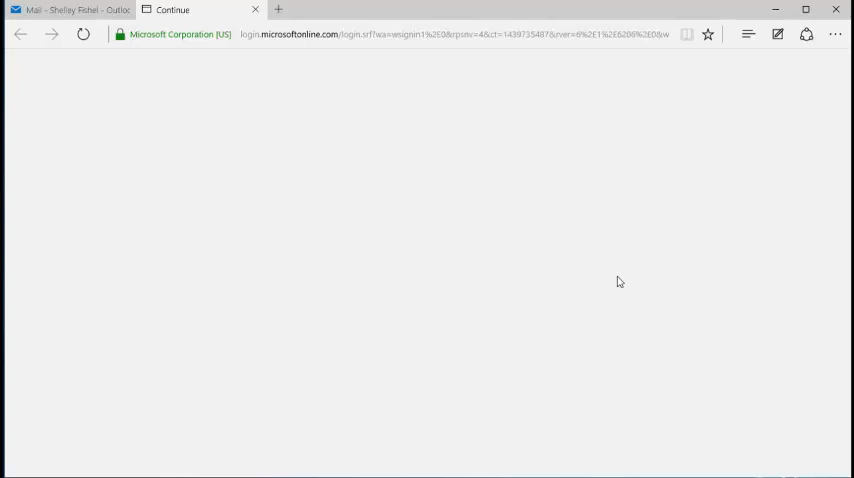 Mail - Shelley Fishel - Outloo
Continue
Microsoft Corporation [US]
login.microsoftonline.com/login.srf?wa=wsignin1%2E0&rpsnv=4&ct=1439735487&rver=6%2E1%2E6206%2E0&w